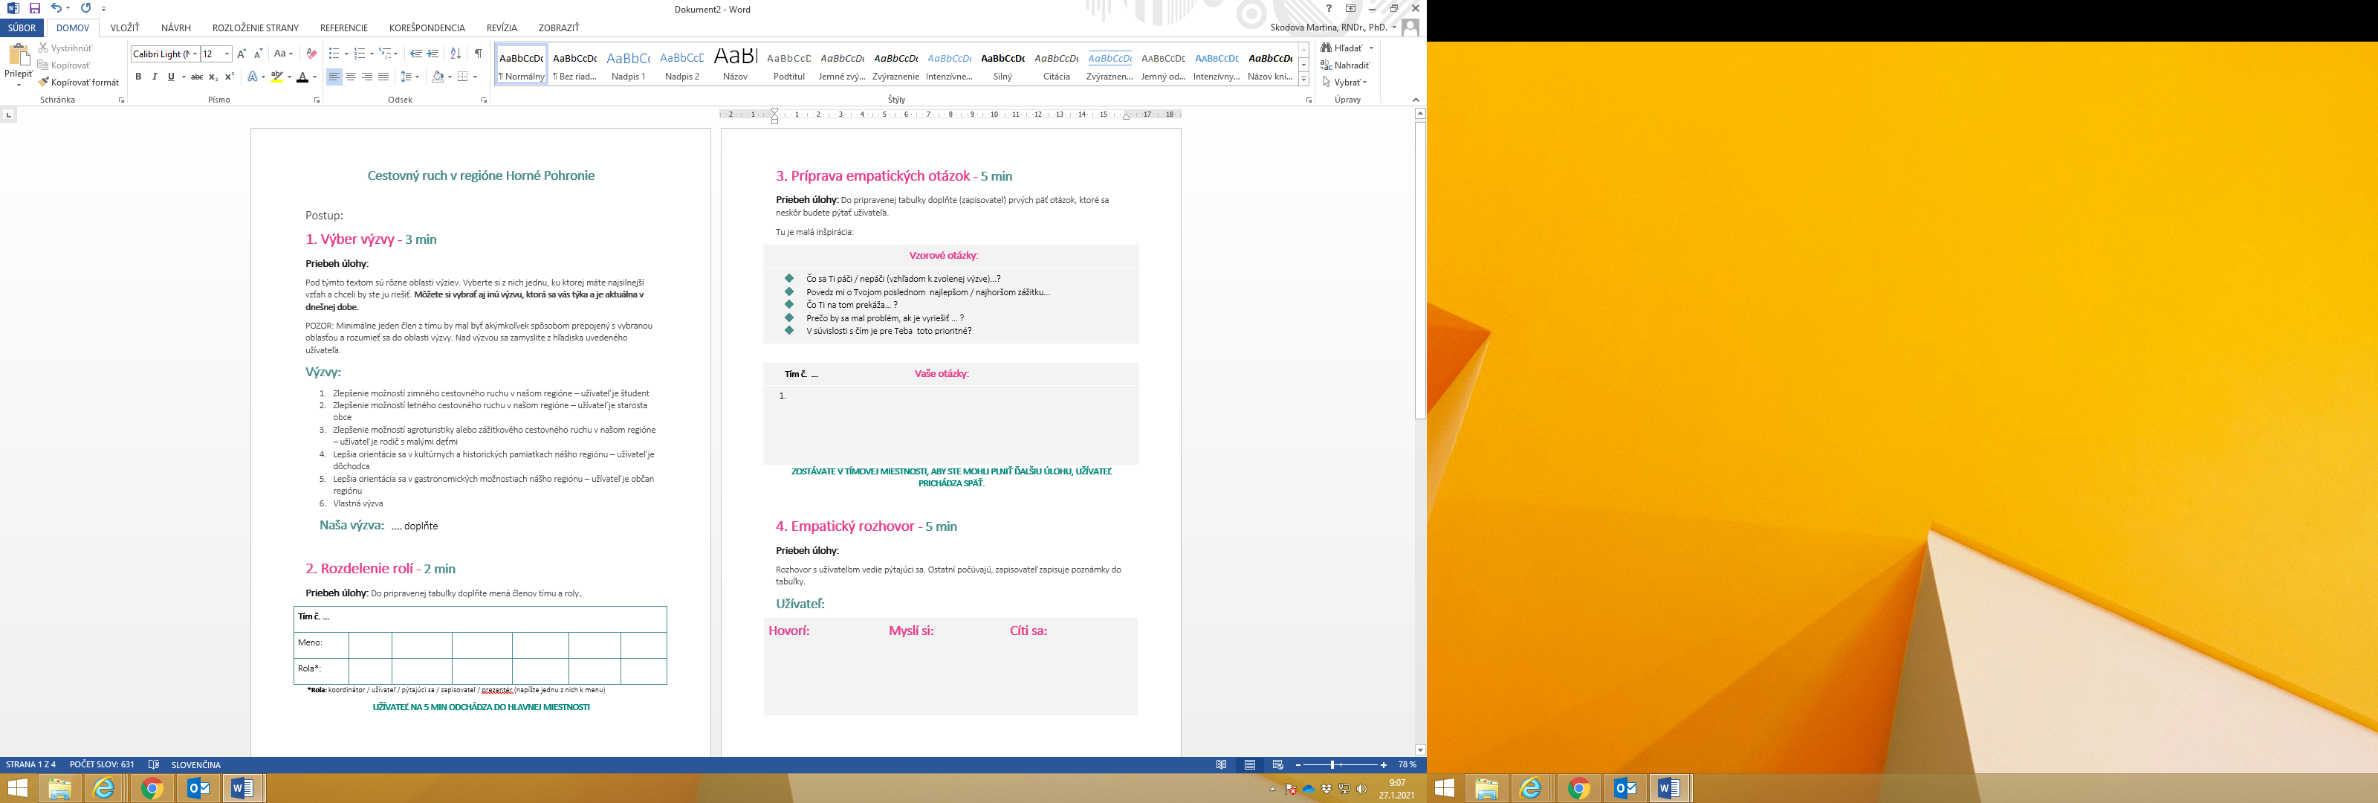 Dokument2 - Word
SÚBOR DOMOV VLOŽIŤ NÁVRH ROZLOŽENIE STRANY REFERENCIE KOREŠPONDENCIA REVÍZIA ZOBRAZIŤ
Skodova Martina, RNDr., PhD.
Prilepiť
Vystrihnúť
Kopírovať
Kopírovať formát
Schránka
Calibri Light (N 12
Písmo
Odsek
¶ Normálny ¶ Bez riad... Nadpis 1 Nadpis 2 Názov Podtitul Jemné zvý... Zvýraznenie Intenzívne... Silný Citácia Zvýraznen... Jemný od... Intenzívny... Názov kni...
Štýly
Hľadať
Nahradiť
Vybrať
Úpravy
Cestovný ruch v regióne Horné Pohronie
Postup:
1. Výber výzvy - 3 min
Priebeh úlohy:
Pod týmto textom sú rôzne oblasti výziev. Vyberte si z nich jednu, ku ktorej máte najsilnejší
vzťah a chceli by ste ju riešiť. Môžete si vybrať aj inú výzvu, ktorá sa vás týka a je aktuálna v
dnešnej dobe.
POZOR: Minimálne jeden člen z tímu by mal byť akýmkoľvek spôsobom prepojený s vybranou
oblasťou a rozumieť sa do oblasti výzvy. Nad výzvou sa zamyslite z hľadiska uvedeného
užívateľa.
Výzvy:
1. Zlepšenie možností zimného cestovného ruchu v našom regióne – užívateľ je študent
2. Zlepšenie možností letného cestovného ruchu v našom regióne – užívateľ je starosta
obce
3. Zlepšenie možností agroturistiky alebo zážitkového cestovného ruchu v našom regióne
– užívateľ je rodič s malými deťmi
4. Lepšia orientácia sa v kultúrnych a historických pamiatkach nášho regiónu – užívateľ je
dôchodca
5. Lepšia orientácia sa v gastronomických možnostiach nášho regiónu – užívateľ je občan
regiónu
6. Vlastná výzva
Naša výzva: .... doplňte
2. Rozdelenie rolí - 2 min
Priebeh úlohy: Do pripravenej tabuľky doplňte mená členov tímu a roly.
Tím č. ...
Meno:
Rola*:
*Rola: koordinátor / užívateľ / pýtajúci sa / zapisovateľ / prezentér (napíšte jednu z nich k menu)
UŽÍVATEĽ NA 5 MIN ODCHÁDZA DO HLAVNEJ MIESTNOSTI
3. Príprava empatických otázok - 5 min
Priebeh úlohy: Do pripravenej tabuľky doplňte (zapisovateľ) prvých päť otázok, ktoré sa
neskôr budete pýtať užívateľa.
Tu je malá inšpirácia:
Vzorové otázky:
Čo sa Ti páči / nepáči (vzhľadom k zvolenej výzve)...?
Povedz mi o Tvojom poslednom najlepšom / najhoršom zážitku...
Čo Ti na tom prekáža... ?
Prečo by sa mal problém, ak je vyriešiť ... ?
V súvislosti s čím je pre Teba toto prioritné?
Tím č. ... Vaše otázky:
1.
ZOSTÁVATE V TÍMOVEJ MIESTNOSTI, ABY STE MOHLI PLNIŤ ĎALŠIU ÚLOHU, UŽÍVATEĽ
PRICHÁDZA SPÄŤ.
4. Empatický rozhovor - 5 min
Priebeh úlohy:
Rozhovor s užívateľom vedie pýtajúci sa. Ostatní počúvajú, zapisovateľ zapisuje poznámky do
tabuľky.
Užívateľ:
Hovorí: Myslí si: Cíti sa:
STRANA 1 Z 4 POČET SLOV: 631 SLOVENČINA
78 %
9:07
27.1.2021